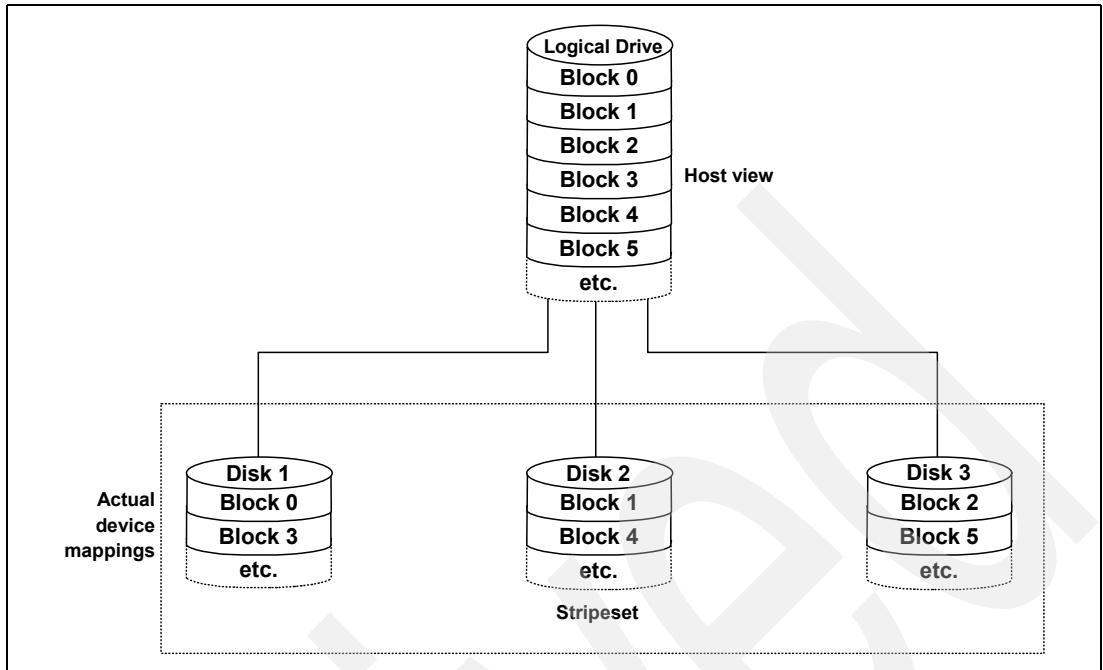 Logical Drive
Block 0
Block 1
Block 2
Block 3
Block 4
Block 5
etc.
Host view
Actual
device
mappings
Disk 1
Block 0
Block 3
etc.
Disk 2
Block 1
Block 4
etc.
Disk 3
Block 2
Block 5
etc.
Stripeset